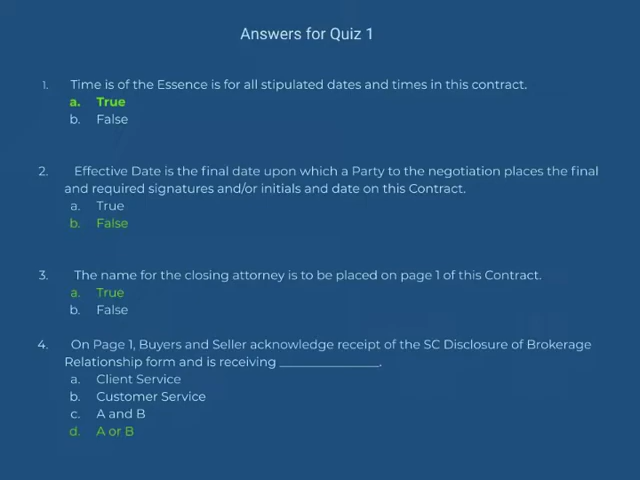 Answers for Quiz 1
1. Time is of the Essence is for all stipulated dates and times in this contract.
a. True
b. False
2. Effective Date is the final date upon which a Party to the negotiation places the final
and required signatures and/or initials and date on this Contract.
a. True
b. False
3. The name for the closing attorney is to be placed on page 1 of this Contract.
a. True
b. False
4. On Page 1, Buyers and Seller acknowledge receipt of the SC Disclosure of Brokerage
Relationship form and is receiving _______________.
a. Client Service
b. Customer Service
c. A and B
d. A or B